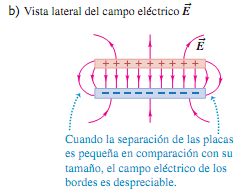 b) Vista lateral del campo eléctrico E⃗
E⃗
+ + + + + + + + + +
– – – – – – – – – –
Cuando la separación de las placas
es pequeña en comparación con su
tamaño, el campo eléctrico de los
bordes es despreciable.